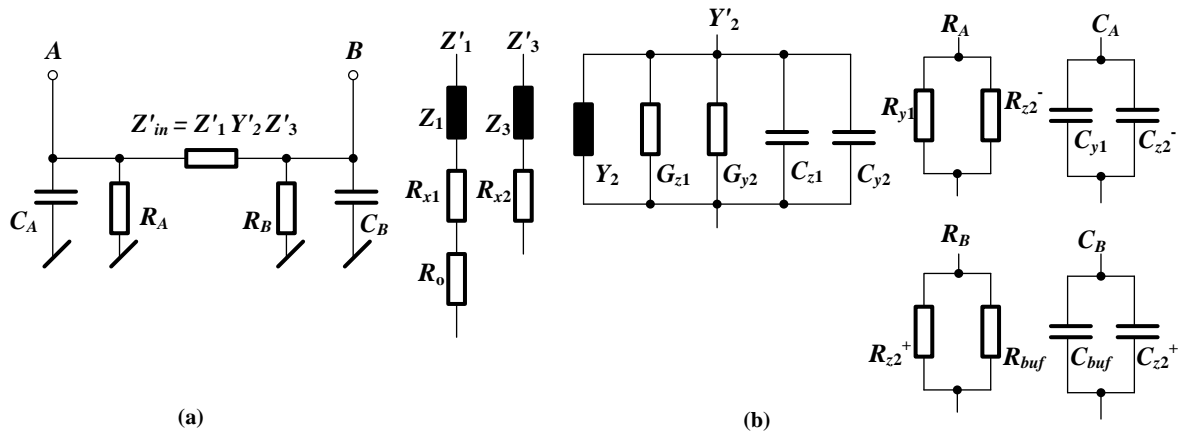 A
B
Z'in = Z'1 Y'2 Z'3
CA
RA
RB
CB
Z'1
Z'3
Z1
Z3
Rx1
Rx2
Ro
Y'2
Y2
Gz1
Gy2
Cz1
Cy2
RA
CA
Ry1
Rz2-
Cy1
Cz2-
RB
CB
Rz2+
Rbuf
Cbuf
Cz2+
(a)
(b)